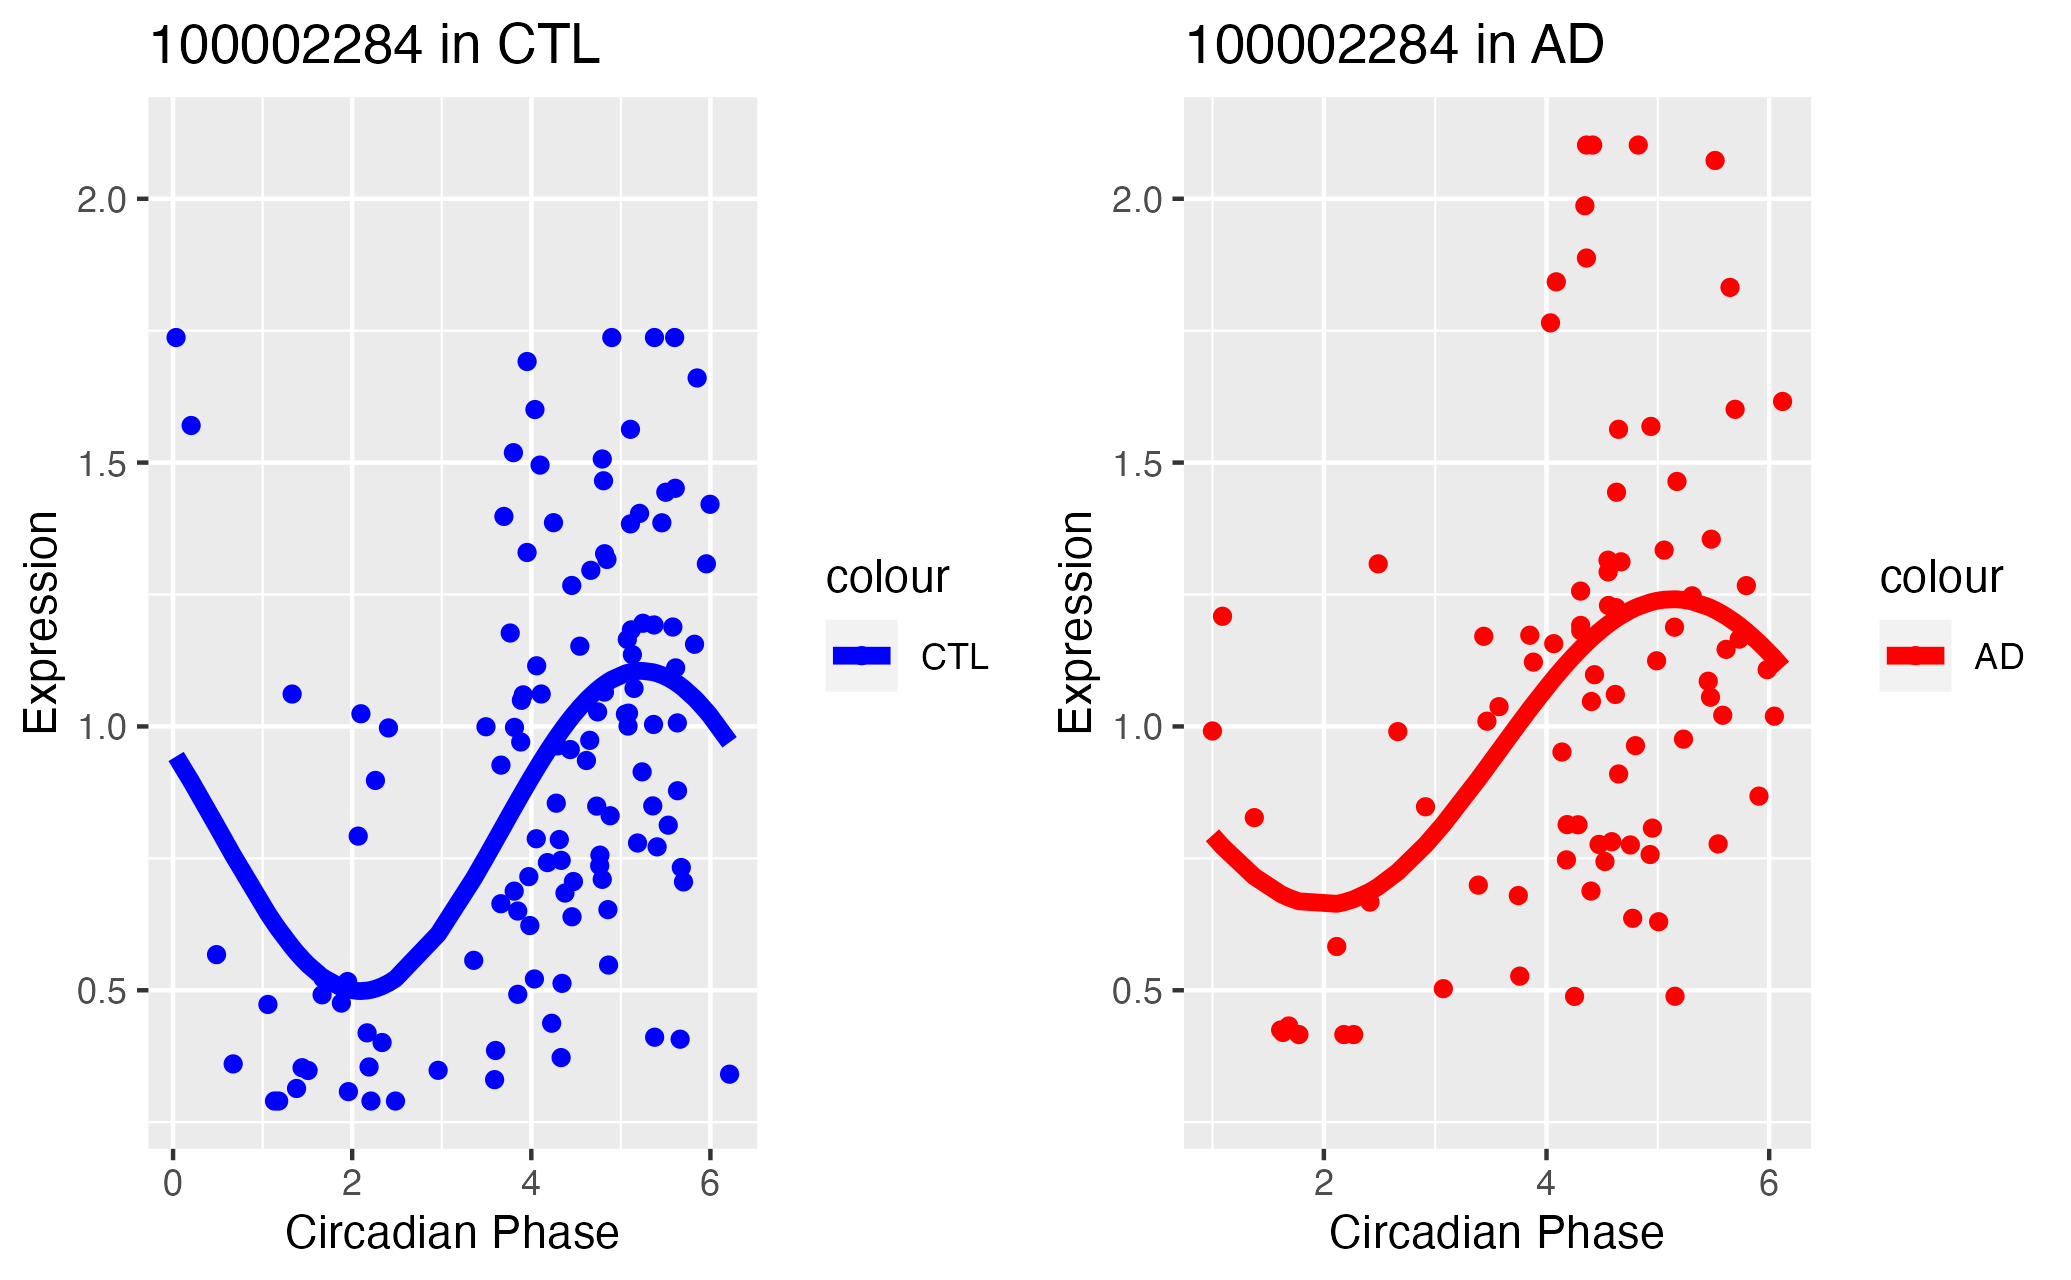 100002284 in CTL
2.0
1.5
1.0
0.5
Expression
0 2 4 6
Circadian Phase
colour
CTL
100002284 in AD
2.0
1.5
1.0
0.5
Expression
2 4 6
Circadian Phase
colour
AD